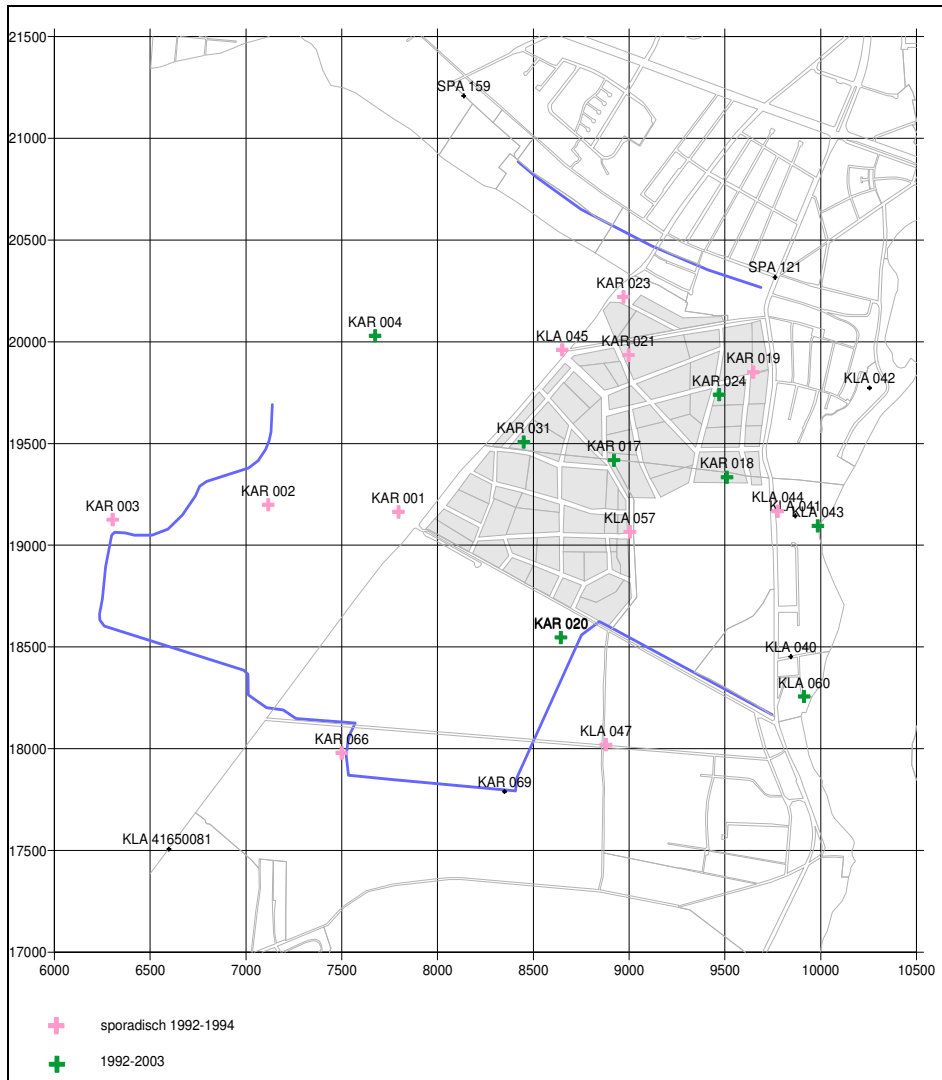 21500
SPA 159
21000
20500
SPA 121
KAR 023
KAR 004
20000
KLA 045
KAR 021
KAR 019
KLA 042
KAR 024
19500
KAR 031
KAR 017
KAR 018
KAR 003
KAR 002
KAR 001
KLA 044
KLA 041
KLA 043
KLA 057
19000
KAR 020
18500
KLA 040
KLA 060
18000
KAR 066
KLA 047
KAR 069
KLA 41650081
17500
17000
6000 6500 7000 7500 8000 8500 9000 9500 10000 10500
sporadisch 1992-1994
1992-2003